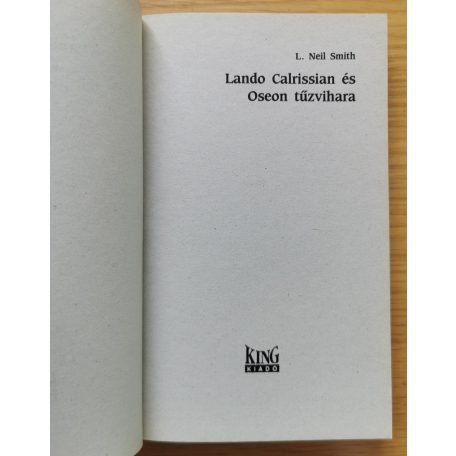 L. Neil Smith
Lando Calrissian és
Oseon tűzvihara
KING
KIADÓ